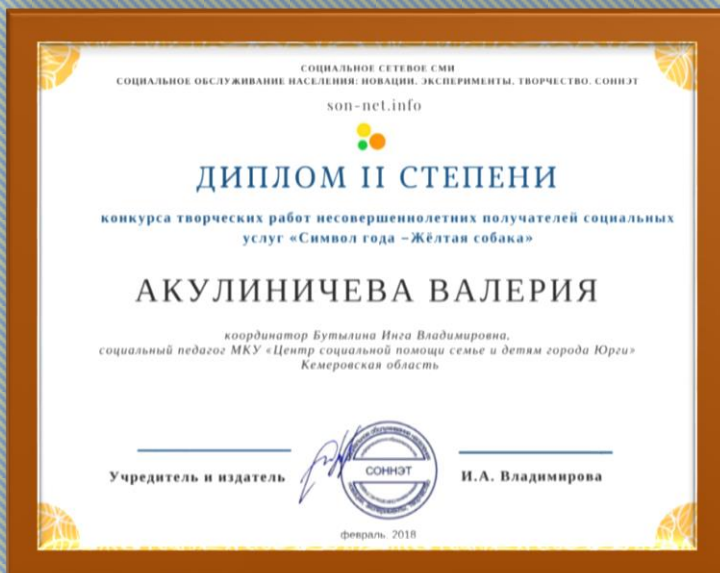 СОЦИАЛЬНОЕ СЕТЕВОЕ СМИ
СОЦИАЛЬНОЕ ОБСЛУЖИВАНИЕ НАСЕЛЕНИЯ: НОВАЦИИ. ЭКСПЕРИМЕНТЫ. ТВОРЧЕСТВО. СОННЭТ
son-net.info
ДИПЛОМ II СТЕПЕНИ
конкурса творческих работ несовершеннолетних получателей социальных
услуг «Символ года –Жёлтая собака»
АКУЛИНИЧЕВА ВАЛЕРИЯ
координатор Бутылина Инга Владимировна,
социальный педагог МКУ «Центр социальной помощи семье и детям города Юрги»
Кемеровская область
Учредитель и издатель
СОННЭТ
И.А. Владимирова
февраль, 2018